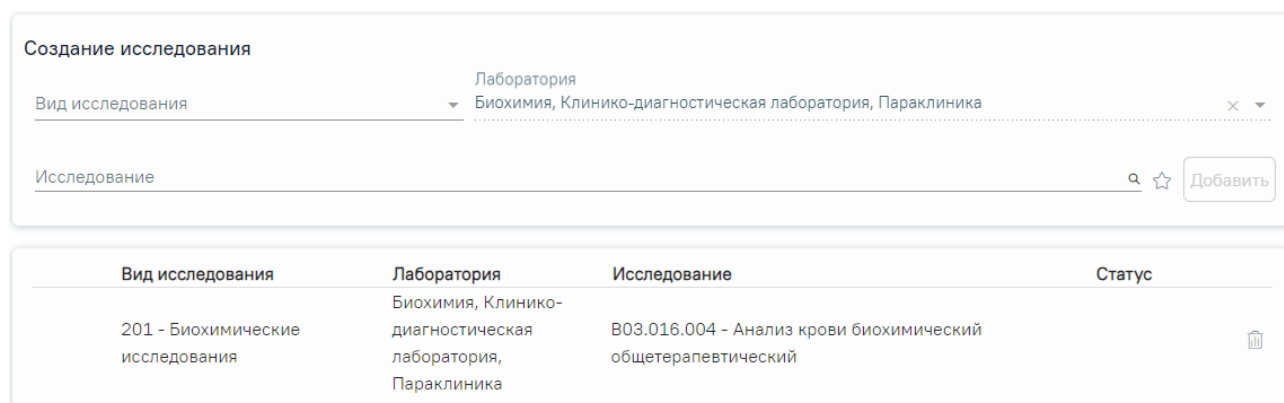 Создание исследования
Лаборатория
Вид исследования
Биохимия, Клинико-диагностическая лаборатория, Параклиника
Исследование
Добавить
Вид исследования Лаборатория Исследование Статус
Биохимия, Клинико-
201 - Биохимические диагностическая B03.016.004 - Анализ крови биохимический
исследования лаборатория, общетерапевтический
Параклиника